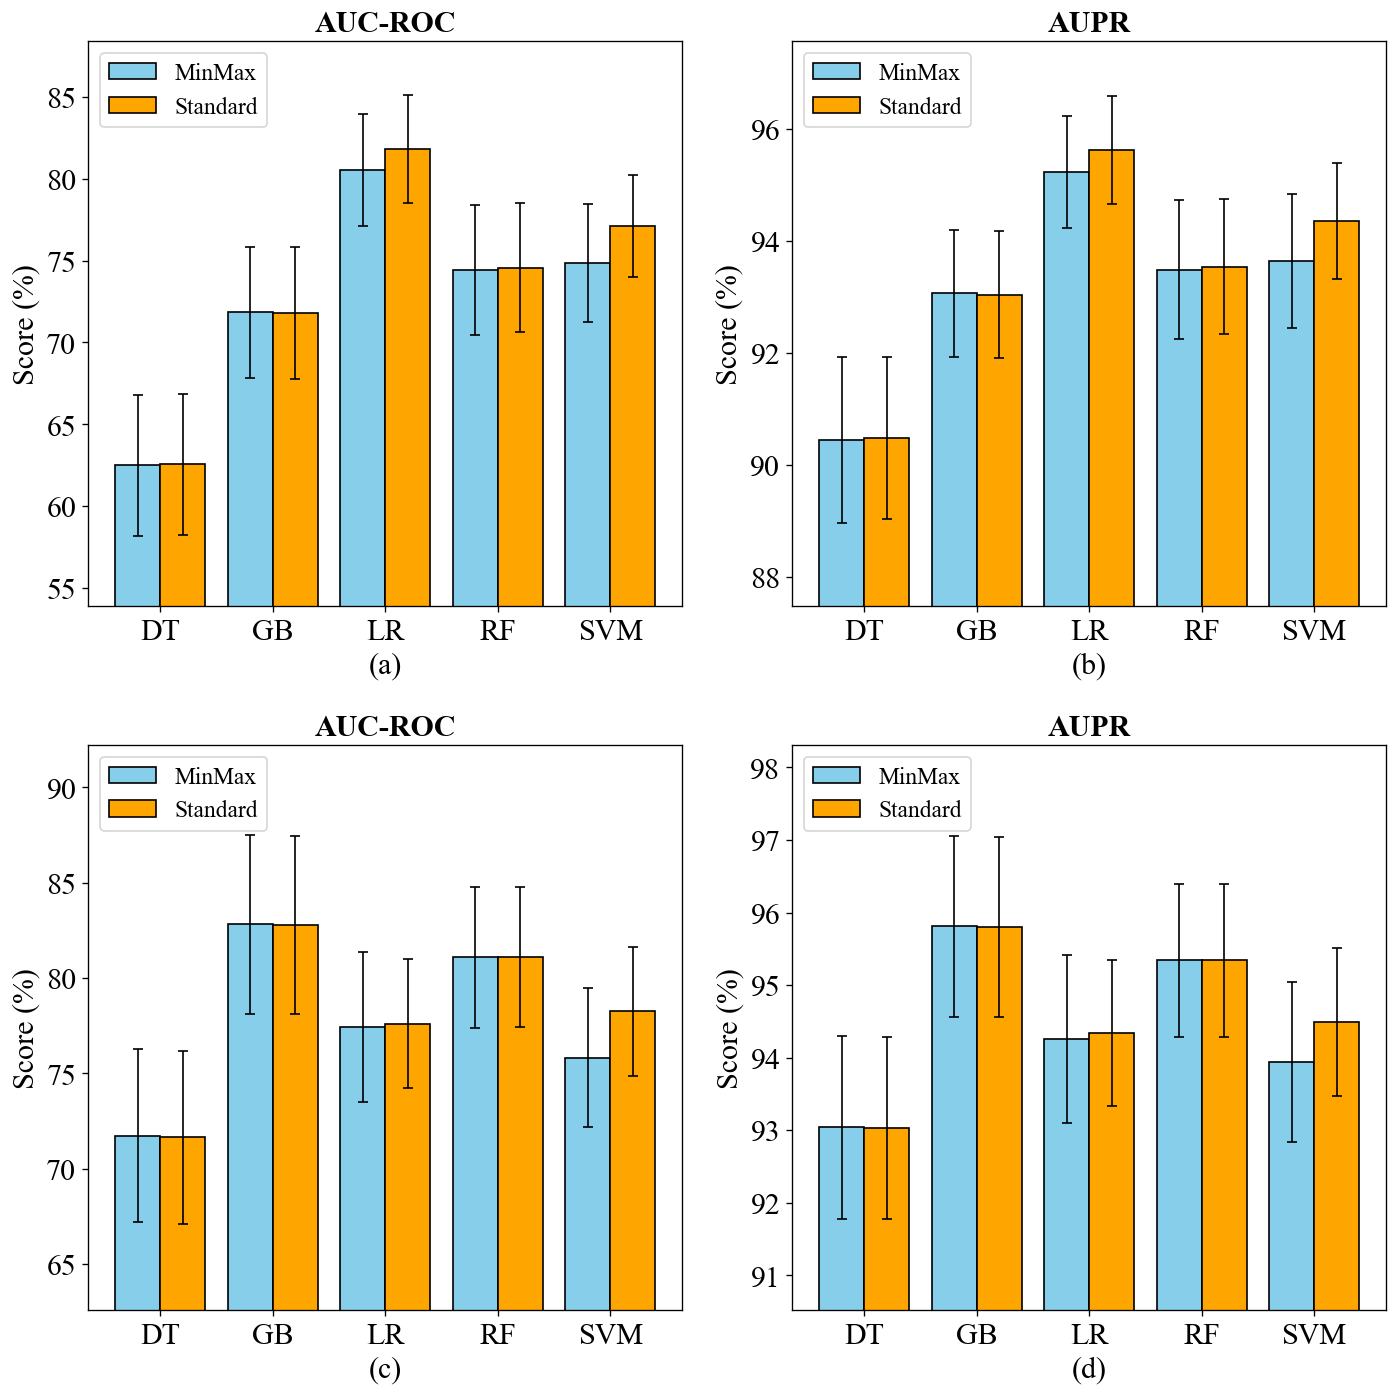 AUC-ROC
MinMax
Standard
Score (%)
85
80
75
70
65
60
55
DT GB LR RF SVM
(a)
AUPR
MinMax
Standard
Score (%)
96
94
92
90
88
DT GB LR RF SVM
(b)
AUC-ROC
MinMax
Standard
Score (%)
90
85
80
75
70
65
DT GB LR RF SVM
(c)
AUPR
MinMax
Standard
Score (%)
98
97
96
95
94
93
92
91
DT GB LR RF SVM
(d)